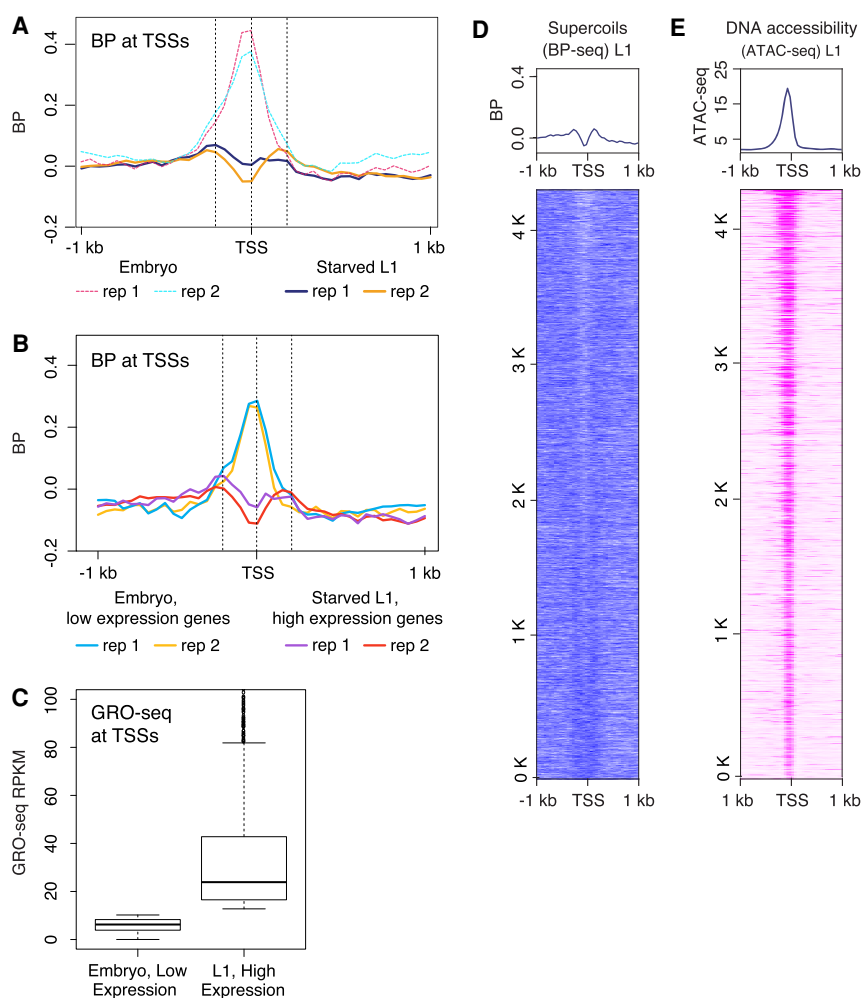 A
BP at TSSs
BP
0.4
0.2
0.0
-0.2
-1 kb
TSS
1 kb
Embryo
Starved L1
rep 1
rep 2
rep 1
rep 2
B
BP at TSSs
BP
0.4
0.2
0.0
-0.2
-1 kb
TSS
1 kb
Embryo,
low expression genes
Starved L1,
high expression genes
rep 1
rep 2
rep 1
rep 2
C
GRO-seq
at TSSs
GRO-seq RPKM
100
80
60
40
20
0
Embryo, Low
Expression
L1, High
Expression
D
Supercoils
(BP-seq) L1
BP
0.4
0.0
-1 kb
TSS
1 kb
4 K
3 K
2 K
1 K
0 K
-1 kb
TSS
1 kb
E
DNA accessibility
(ATAC-seq) L1
ATAC-seq
25
15
5
-1 kb
TSS
1 kb
4 K
3 K
2 K
1 K
0 K
1 kb
TSS
1 kb